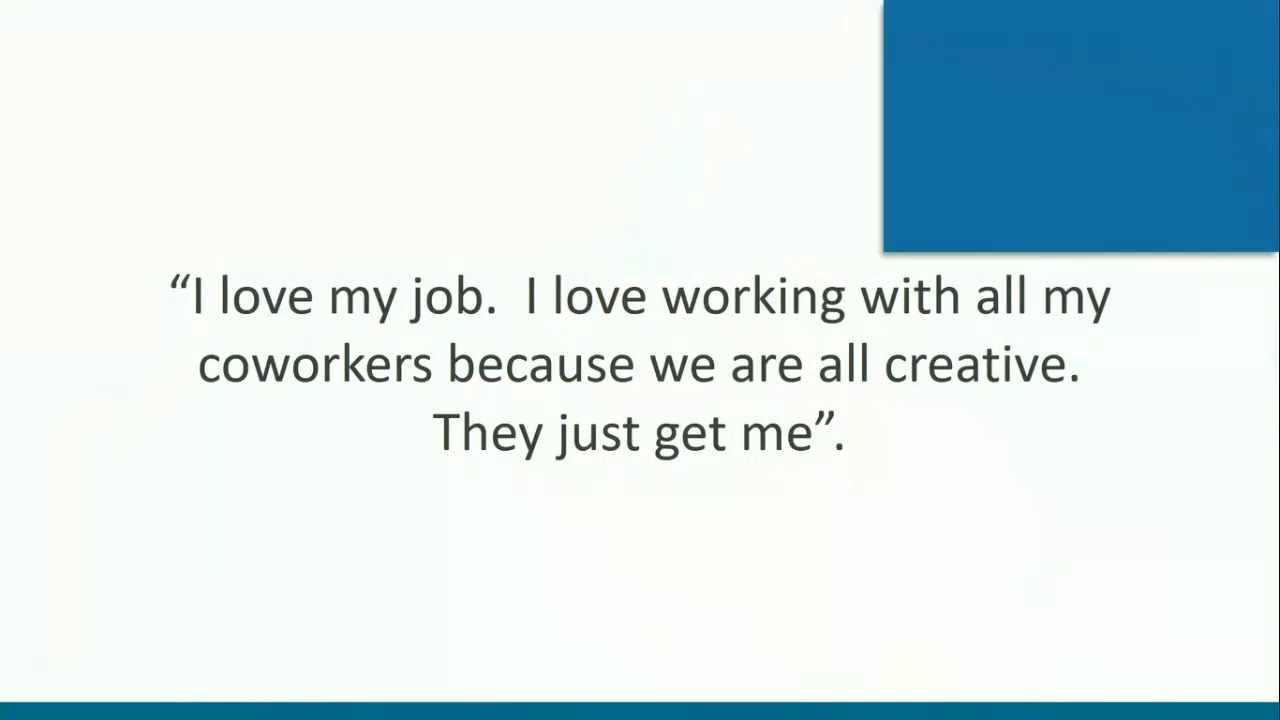 “I love my job.  I love working with all my
coworkers because we are all creative.
They just get me”.